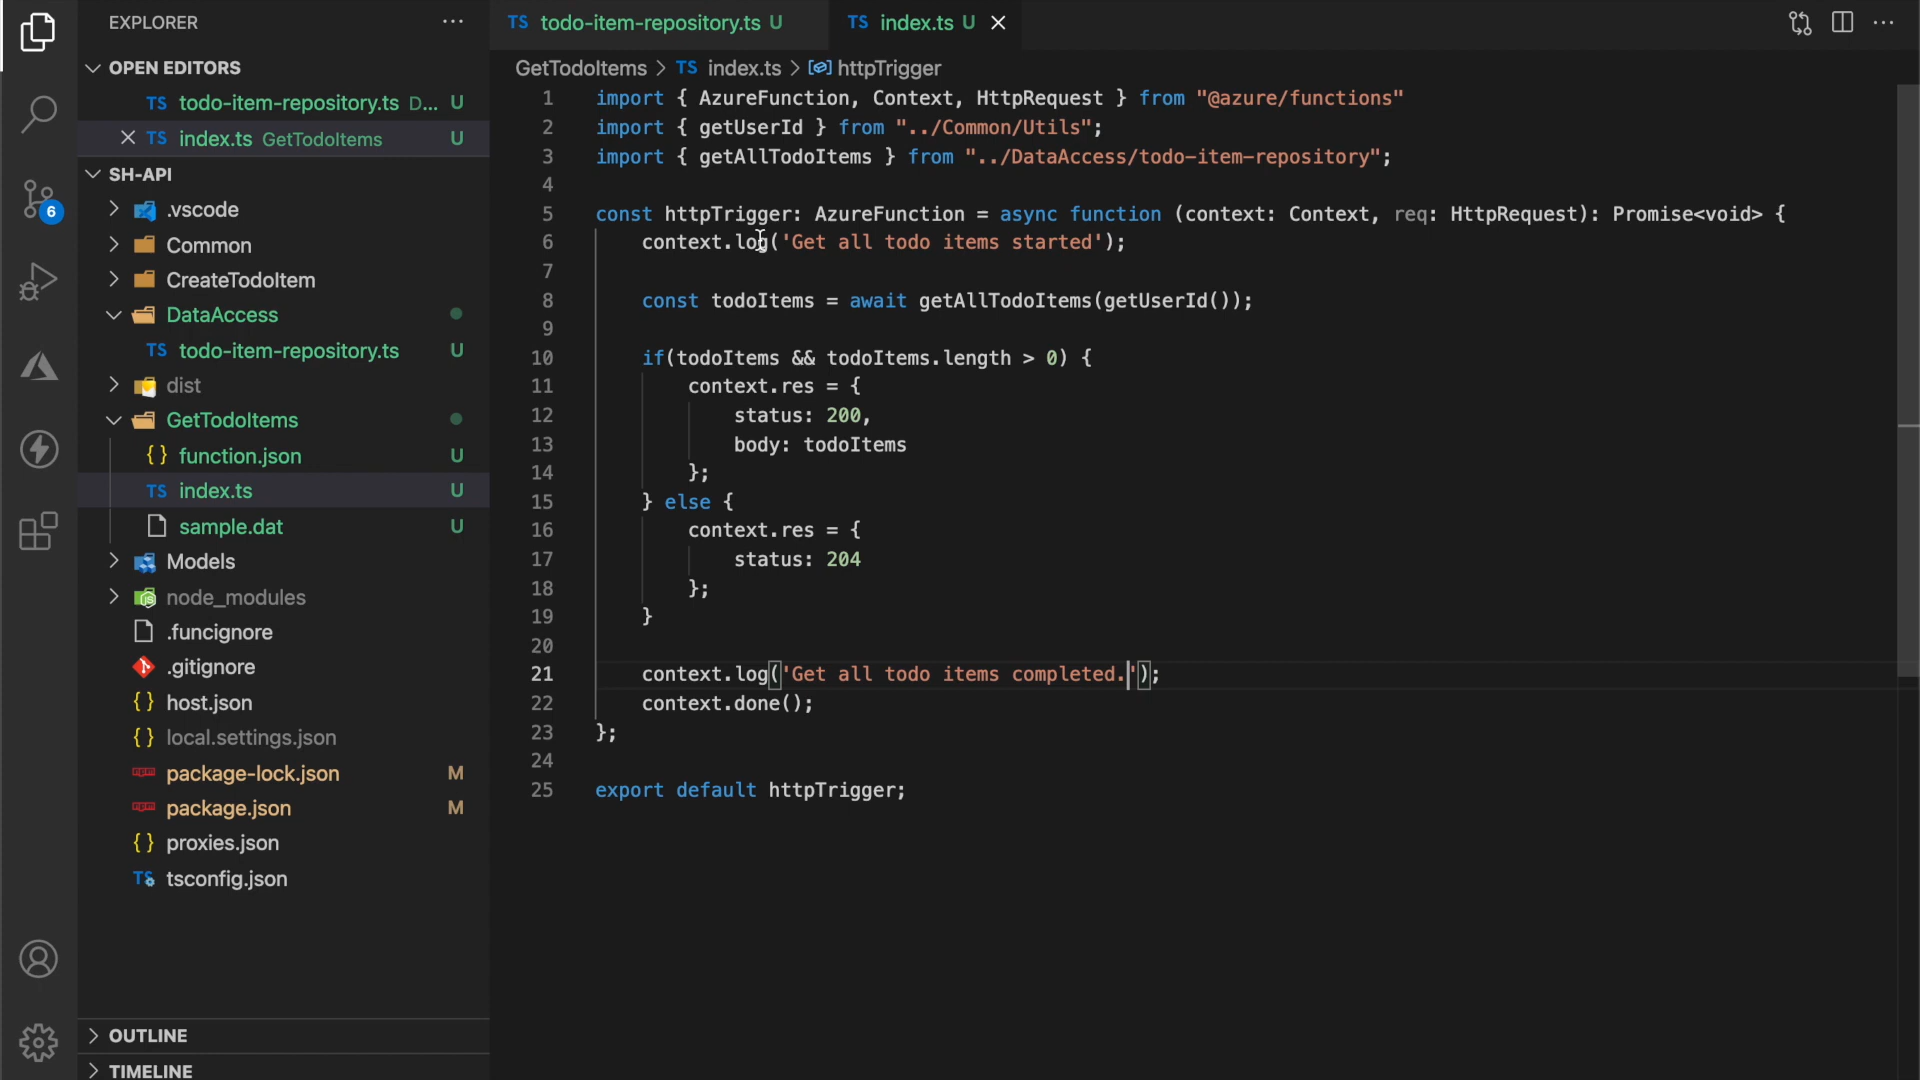 EXPLORER
OPEN EDITORS
TS todo-item-repository.ts D... U
TS index.ts GetTodoItems U
SH-API
.vscode
Common
CreateTodoItem
DataAccess
TS todo-item-repository.ts U
dist
GetTodoItems
{} function.json U
TS index.ts U
sample.dat U
Models
node_modules
.funcignore
.gitignore
{} host.json
{} local.settings.json
package-lock.json M
package.json M
{} proxies.json
TS tsconfig.json
OUTLINE
TIMELINE
6
TS todo-item-repository.ts U TS index.ts U
GetTodoItems > TS index.ts > httpTrigger
1 import { AzureFunction, Context, HttpRequest } from "@azure/functions"
2 import { getUserId } from "../Common/Utils";
3 import { getAllTodoItems } from "../DataAccess/todo-item-repository";
4
5 const httpTrigger: AzureFunction = async function (context: Context, req: HttpRequest): Promise<void> {
6 context.log('Get all todo items started');
7
8 const todoItems = await getAllTodoItems(getUserId());
9
10 if(todoItems && todoItems.length > 0) {
11 context.res = {
12 status: 200,
13 body: todoItems
14 };
15 } else {
16 context.res = {
17 status: 204
18 };
19 }
20
21 context.log('Get all todo items completed.');
22 context.done();
23 };
24
25 export default httpTrigger;